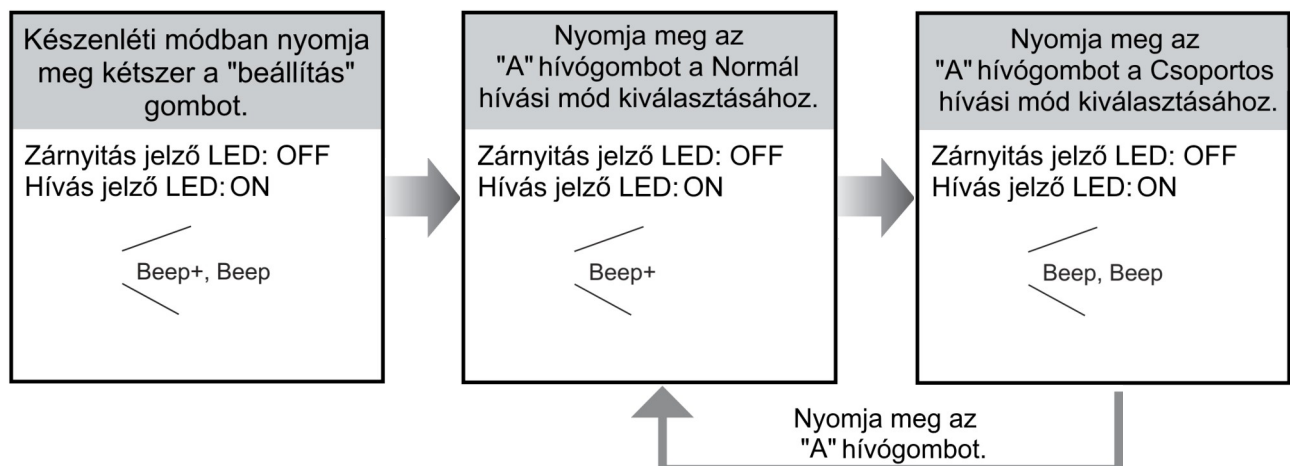 Készenléti módban nyomja
meg kétszer a "beállítás"
gombot.
Zárnyitás jelző LED: OFF
Hívás jelző LED: ON
Beep+, Beep
Nyomja meg az
"A" hívógombot a Normál
hívási mód kiválasztásához.
Zárnyitás jelző LED: OFF
Hívás jelző LED: ON
Beep+
Nyomja meg az
"A" hívógombot a Csoportos
hívási mód kiválasztásához.
Zárnyitás jelző LED: OFF
Hívás jelző LED: ON
Beep, Beep
Nyomja meg az
"A" hívógombot.